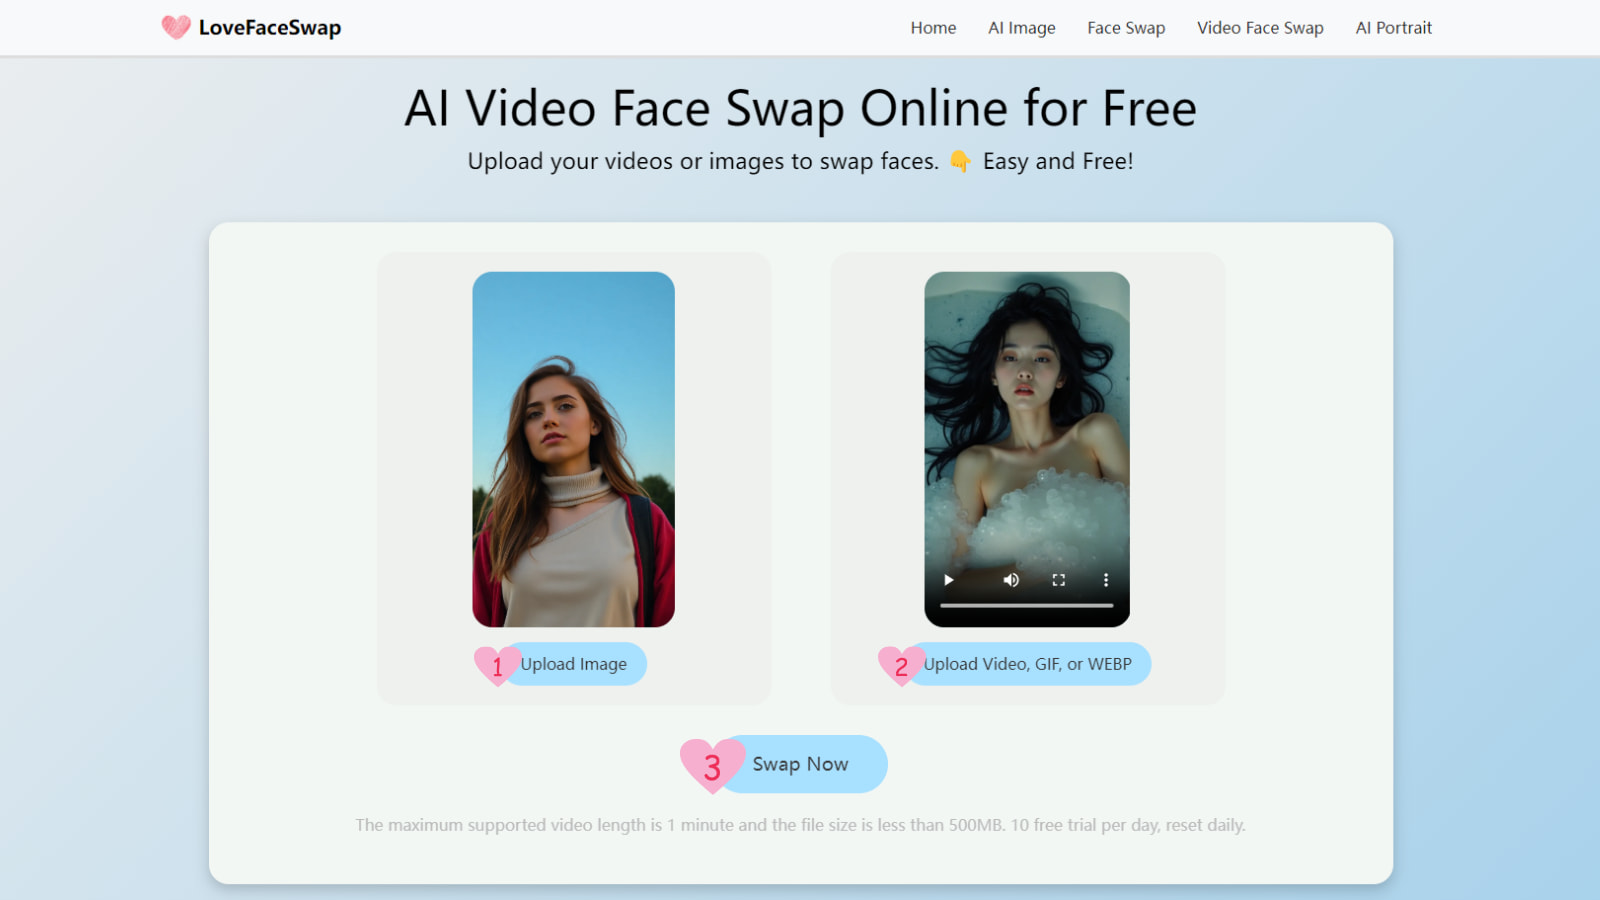 LoveFaceSwap
Home
AI Image
Face Swap
Video Face Swap
AI Portrait
AI Video Face Swap Online for Free
Upload your videos or images to swap faces. 👇 Easy and Free!
1 Upload Image
2 Upload Video, GIF, or WEBP
3 Swap Now
The maximum supported video length is 1 minute and the file size is less than 500MB. 10 free trial per day, reset daily.